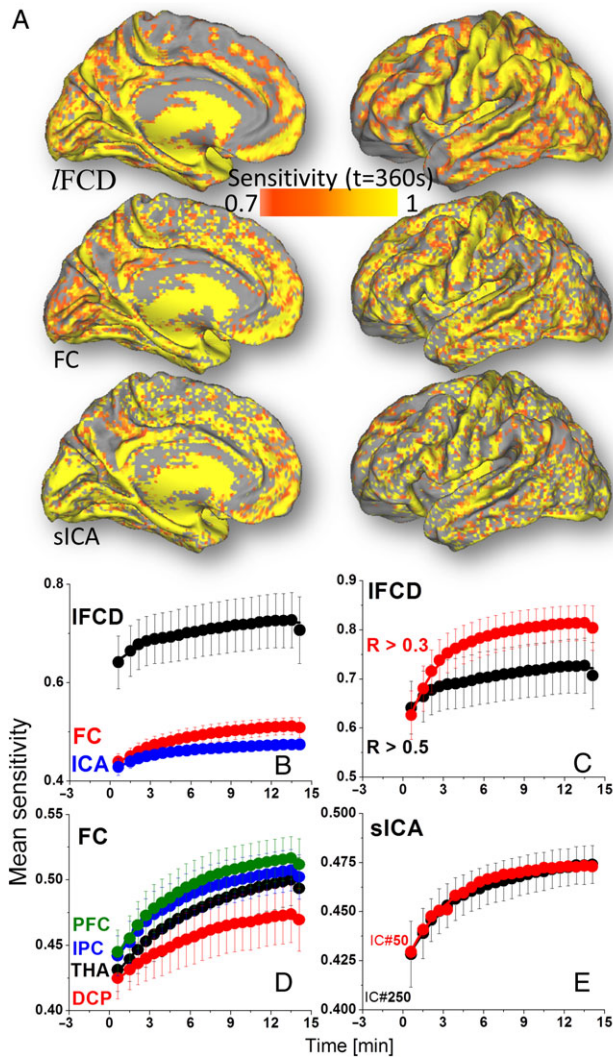 A
lFCD
Sensitivity (t=360s)
0.7 1
FC
sICA
Mean sensitivity
0.8
0.6
0.4
lFCD
FC
ICA
B
-3 0 3 6 9 12 15
0.9
0.8
0.7
0.6
0.5
lFCD
R > 0.3
R > 0.5
C
-3 0 3 6 9 12 15
0.55
0.50
0.45
0.40
FC
PFC
IPC
THA
DCP
D
-3 0 3 6 9 12 15
0.500
0.475
0.450
0.425
0.400
sICA
IC#50
IC#250
E
-3 0 3 6 9 12 15
Time [min]